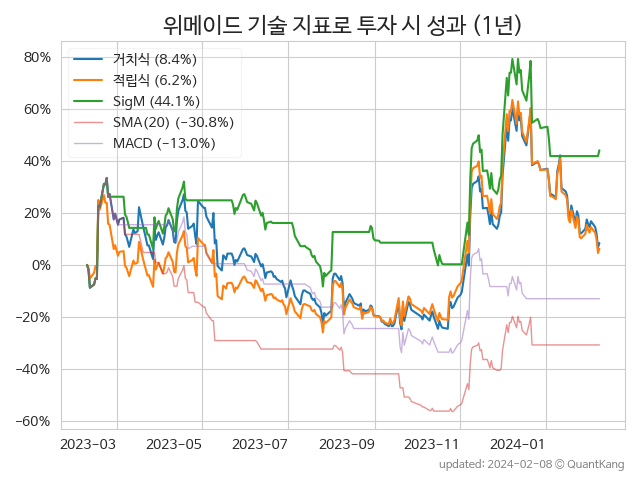 위메이드 기술 지표로 투자 시 성과 (1년)
80%
60%
40%
20%
0%
−20%
−40%
−60%
거치식 (8.4%)
적립식 (6.2%)
SigM (44.1%)
SMA(20) (−30.8%)
MACD (−13.0%)
2023-03 2023-05 2023-07 2023-09 2023-11 2024-01
updated: 2024-02-08 © QuantKang